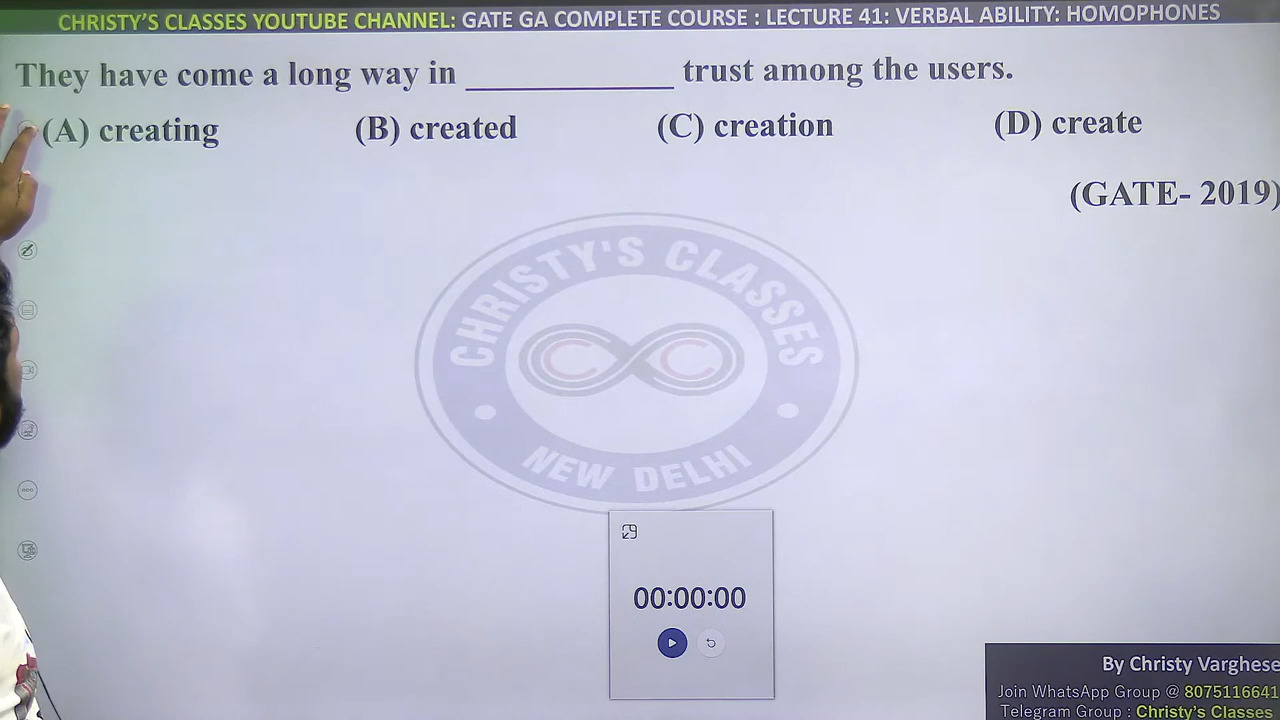 CHRISTY'S CLASSES YOUTUBE CHANNEL: GATE GA COMPLETE COURSE : LECTURE 41: VERBAL ABILITY: HOMOPHONES
They have come a long way in ____________ trust among the users.
(A) creating (B) created (C) creation (D) create
(GATE- 2019)
CHRISTY'S CLASSES
CC
NEW DELHI
00:00:00
By Christy Varghese
Join WhatsApp Group @ 8075116641
Telegram Group : Christy's Classes